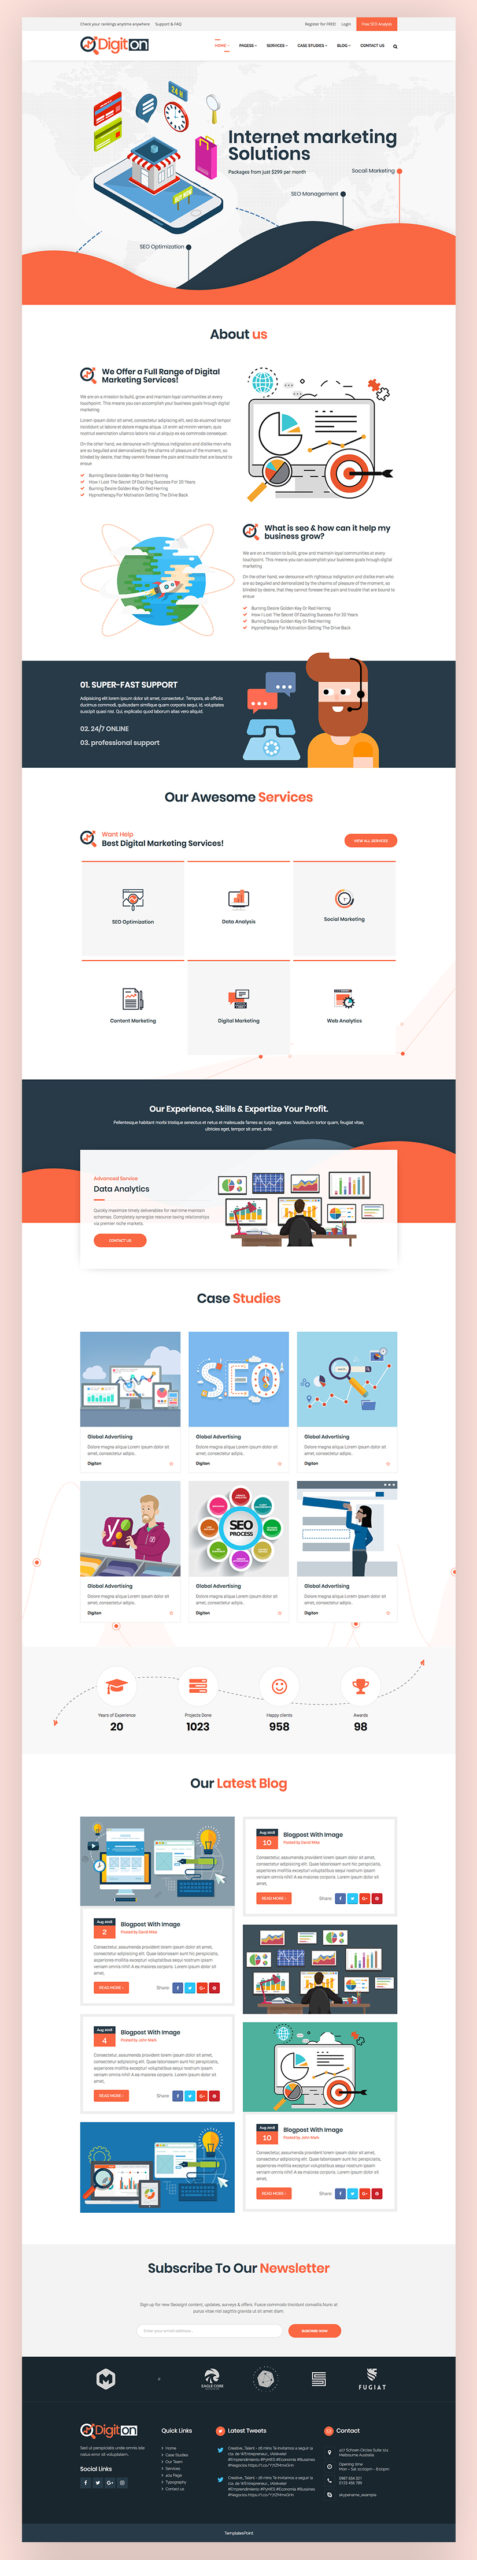 Check your rankings anytime anywhere Support & FAQ
Register for FREE! Login Free SEO Analysis
Digiton
HOME PAGES SERVICES CASE STUDIES BLOG CONTACT US
24 H
BUY NOW
Internet marketing
Solutions
Packages from just $299 per month
Socail Marketing
SEO Management
SEO Optimization
About us
We Offer a Full Range of Digital
Marketing Services!
We are on a mission to build, grow and maintain loyal communities at every
touchpoint. This means you can accomplish your business goals through digital
marketing
Lorem ipsum dolor sit amet, consectetur adipiscing elit, sed do eiusmod tempor
incididunt ut labore et dolore magna aliqua. Ut enim ad minim veniam, quis
nostrud exercitation ullamco laboris nisi ut aliquip ex ea commodo consequat.
On the other hand, we denounce with righteous indignation and dislike men who
are so beguiled and demoralized by the charms of pleasure of the moment, so
blinded by desire, that they cannot foresee the pain and trouble that are bound to
ensue
Burning Desire Golden Key Or Red Herring
How I Lost The Secret Of Dazzling Success For 20 Years
Burning Desire Golden Key Or Red Herring
Hypnotherapy For Motivation Getting The Drive Back
What is seo & how can it help my
business grow?
We are on a mission to build, grow and maintain loyal communities at every
touchpoint. This means you can accomplish your business goals through digital
marketing
On the other hand, we denounce with righteous indignation and dislike men who
are so beguiled and demoralized by the charms of pleasure of the moment, so
blinded by desire, that they cannot foresee the pain and trouble that are bound to
ensue
Burning Desire Golden Key Or Red Herring
How I Lost The Secret Of Dazzling Success For 20 Years
Burning Desire Golden Key Or Red Herring
Hypnotherapy For Motivation Getting The Drive Back
01. SUPER-FAST SUPPORT
Adipisicing elit lorem ipsum dolor sit amet, consectetur. Tempora, ab officiis
ducimus commodi, quibusdam similique quam corporis sequi, id, voluptates
suscipit quasi nisi. Qui, explicabo quod laborum alias vero aliquid.
02. 24/7 ONLINE
03. professional support
Our Awesome Services
Want Help
Best Digital Marketing Services!
VIEW ALL SERVICES
SEO Optimization
Data Analysis
Social Marketing
Content Marketing
Digital Marketing
Web Analytics
Our Experience, Skills & Expertize Your Profit.
Pellentesque habitant morbi tristique senectus et netus et malesuada fames ac turpis egestas. Vestibulum tortor quam, feugiat vitae,
ultricies eget, tempor sit amet, ante.
Advanced Service
Data Analytics
Quickly maximize timely deliverables for real-time maintain
schemas. Completely synergize resource taxing relationships
via premier niche markets.
CONTACT US
Case Studies
SEO
Global Advertising
Dolore magna aliqua Lorem ipsum dolor sit
amet, consectetur adipis.
Digiton
Global Advertising
Dolore magna aliqua Lorem ipsum dolor sit
amet, consectetur adipis.
Digiton
Global Advertising
Dolore magna aliqua Lorem ipsum dolor sit
amet, consectetur adipis.
Digiton
SEO
PROCESS
Global Advertising
Dolore magna aliqua Lorem ipsum dolor sit
amet, consectetur adipis.
Digiton
Global Advertising
Dolore magna aliqua Lorem ipsum dolor sit
amet, consectetur adipis.
Digiton
Global Advertising
Dolore magna aliqua Lorem ipsum dolor sit
amet, consectetur adipis.
Digiton
Years of Experience
20
Projects Done
1023
Happy clients
958
Awards
98
Our Latest Blog
Aug 2018
2
Blogpost With Image
Posted by David Mike
Consectetur, assumenda provident lorem ipsum dolor sit amet,
consectetur adipisicing elit. Quae laboriosam sunt hic perspiciatis,
asperiores mollitia excepturi voluptatibus sequi nostrum ipsam
veniam omnis nihil! A ea maiores corporis. Lorem ipsum dolor sit
amet,
READ MORE
Share:
Aug 2018
4
Blogpost With Image
Posted by John Mark
Consectetur, assumenda provident lorem ipsum dolor sit amet,
consectetur adipisicing elit. Quae laboriosam sunt hic perspiciatis,
asperiores mollitia excepturi voluptatibus sequi nostrum ipsam
veniam omnis nihil! A ea maiores corporis. Lorem ipsum dolor sit
amet,
READ MORE
Share:
Aug 2018
10
Blogpost With Image
Posted by David Mike
Consectetur, assumenda provident lorem ipsum dolor sit amet,
consectetur adipisicing elit. Quae laboriosam sunt hic perspiciatis,
asperiores mollitia excepturi voluptatibus sequi nostrum ipsam
veniam omnis nihil! A ea maiores corporis. Lorem ipsum dolor sit
amet,
READ MORE
Share:
Aug 2018
10
Blogpost With Image
Posted by John Mark
Consectetur, assumenda provident lorem ipsum dolor sit amet,
consectetur adipisicing elit. Quae laboriosam sunt hic perspiciatis,
asperiores mollitia excepturi voluptatibus sequi nostrum ipsam
veniam omnis nihil! A ea maiores corporis. Lorem ipsum dolor sit
amet,
READ MORE
Share:
Subscribe To Our Newsletter
Sign up for new Seosight content, updates, surveys & offers. Fusce commodo tincidunt convallis Nunc at
purus vitae nisl sagittis gravida ut sit amet diam.
Enter your email address ...
SUBSCRIBE NOW
EAGLE CORE
FUGIAT
Digiton
Sed ut perspiciatis unde omnis iste
natus error sit voluptatem.
Social Links
Quick Links
Home
Case Studies
Our Team
Services
404 Page
Typography
Contact us
Latest Tweets
Contact
Melbourne Australia
Opening time
Mon - Sat 10:00pm - 8:00pm
0987 654 321
0123 456 789
skypename_example
TemplatesPoint.